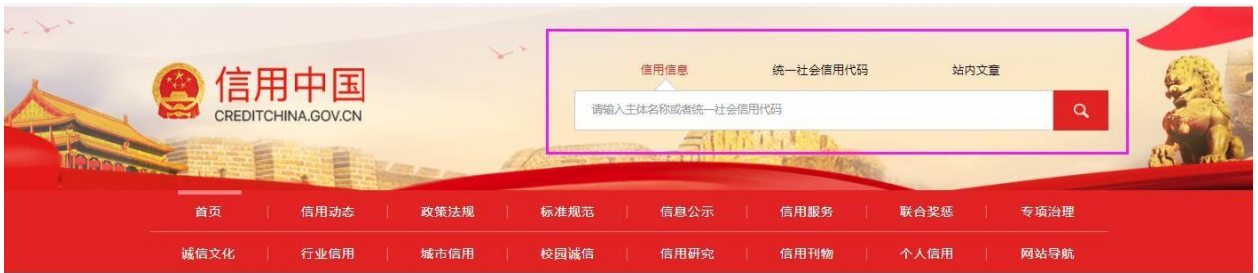 信用信息 统一社会信用代码 站内文章
信用中国
CREDITCHINA.GOV.CN
请输入主体名称或者统一社会信用代码
首页 信用动态 政策法规 标准规范 信息公示 信用服务 联合奖惩 专项治理
诚信文化 行业信用 城市信用 校园诚信 信用研究 信用刊物 个人信用 网站导航